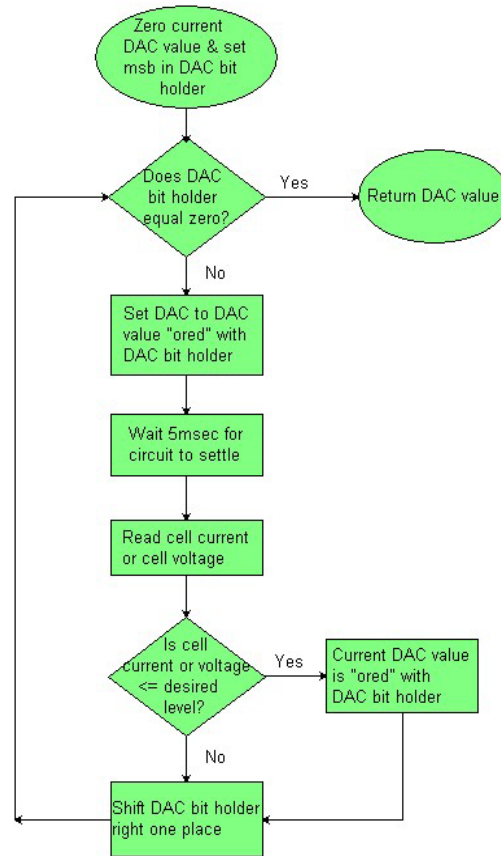 Zero current
DAC value & set
msb in DAC bit
holder
Does DAC
bit holder
equal zero?
Yes
Return DAC value
No
Set DAC to DAC
value "ored" with
DAC bit holder
Wait 5msec for
circuit to settle
Read cell current
or cell voltage
Is cell
current or voltage
<= desired
level?
Yes
Current DAC value
is "ored" with
DAC bit holder
No
Shift DAC bit holder
right one place